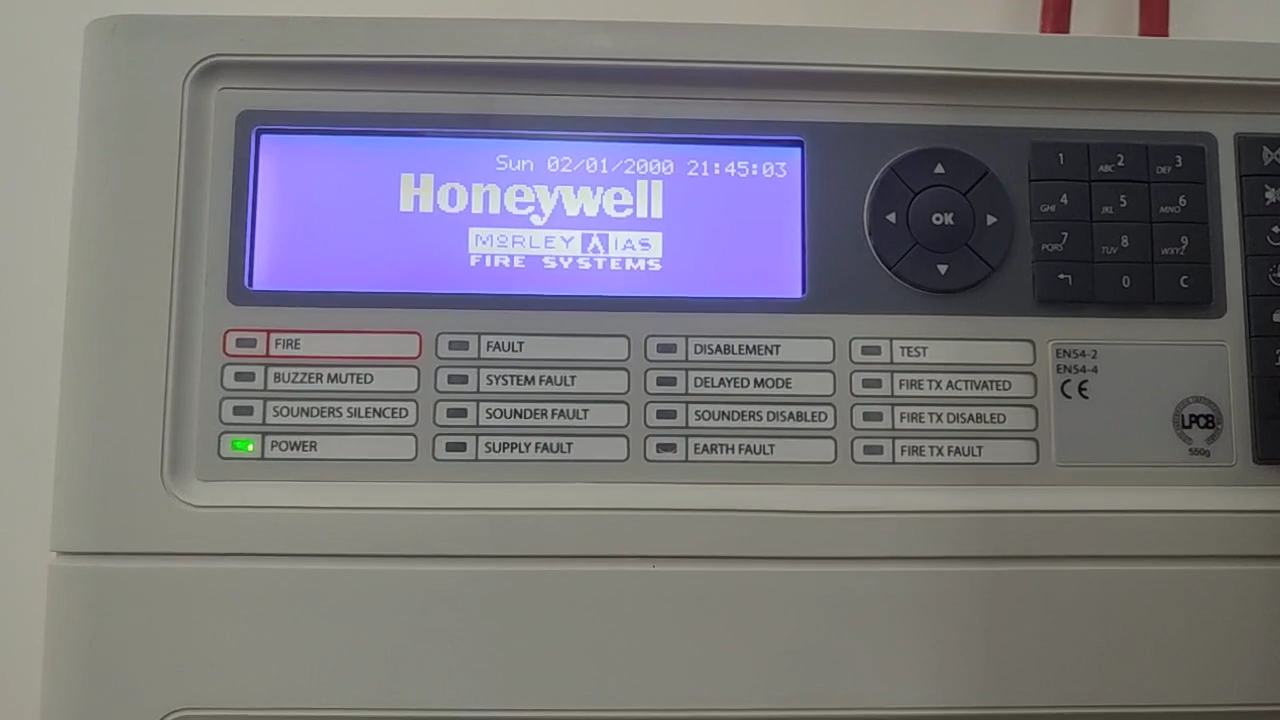 Sun 02/01/2000 21:45:03
Honeywell
MORLEY IAS
FIRE SYSTEMS
OK
1
ABC 2
DEF 3
GHI 4
JKL 5
MNO 6
PQRS 7
TUV 8
WXYZ 9
0
C
FIRE
FAULT
DISABLEMENT
TEST
BUZZER MUTED
SYSTEM FAULT
DELAYED MODE
FIRE TX ACTIVATED
SOUNDERS SILENCED
SOUNDER FAULT
SOUNDERS DISABLED
FIRE TX DISABLED
POWER
SUPPLY FAULT
EARTH FAULT
FIRE TX FAULT
EN54-2
EN54-4
CE
LPCB
550g